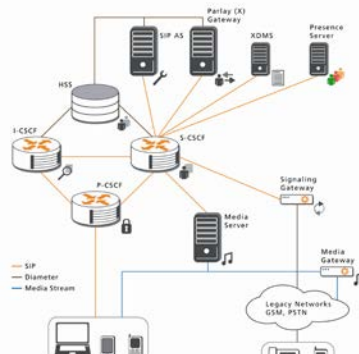 Parlay (X)
Gateway
SIP AS
XDMS
Presence
Server
HSS
I-CSCF
S-CSCF
P-CSCF
Signaling
Gateway
Media
Server
Media
Gateway
SIP
Diameter
Media Stream
Legacy Networks
GSM, PSTN